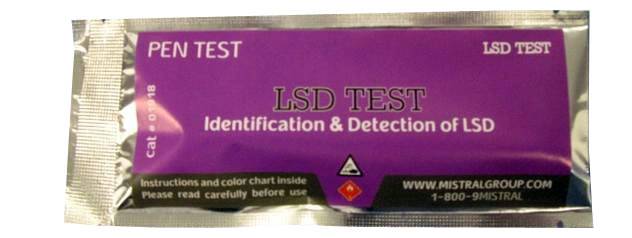 PEN TEST
LSD TEST
LSD TEST
Identification & Detection of LSD
Cat # 01918
Instructions and color chart inside
Please read carefully before use
WWW.MISTRALGROUP.COM
1-800-9MISTRAL